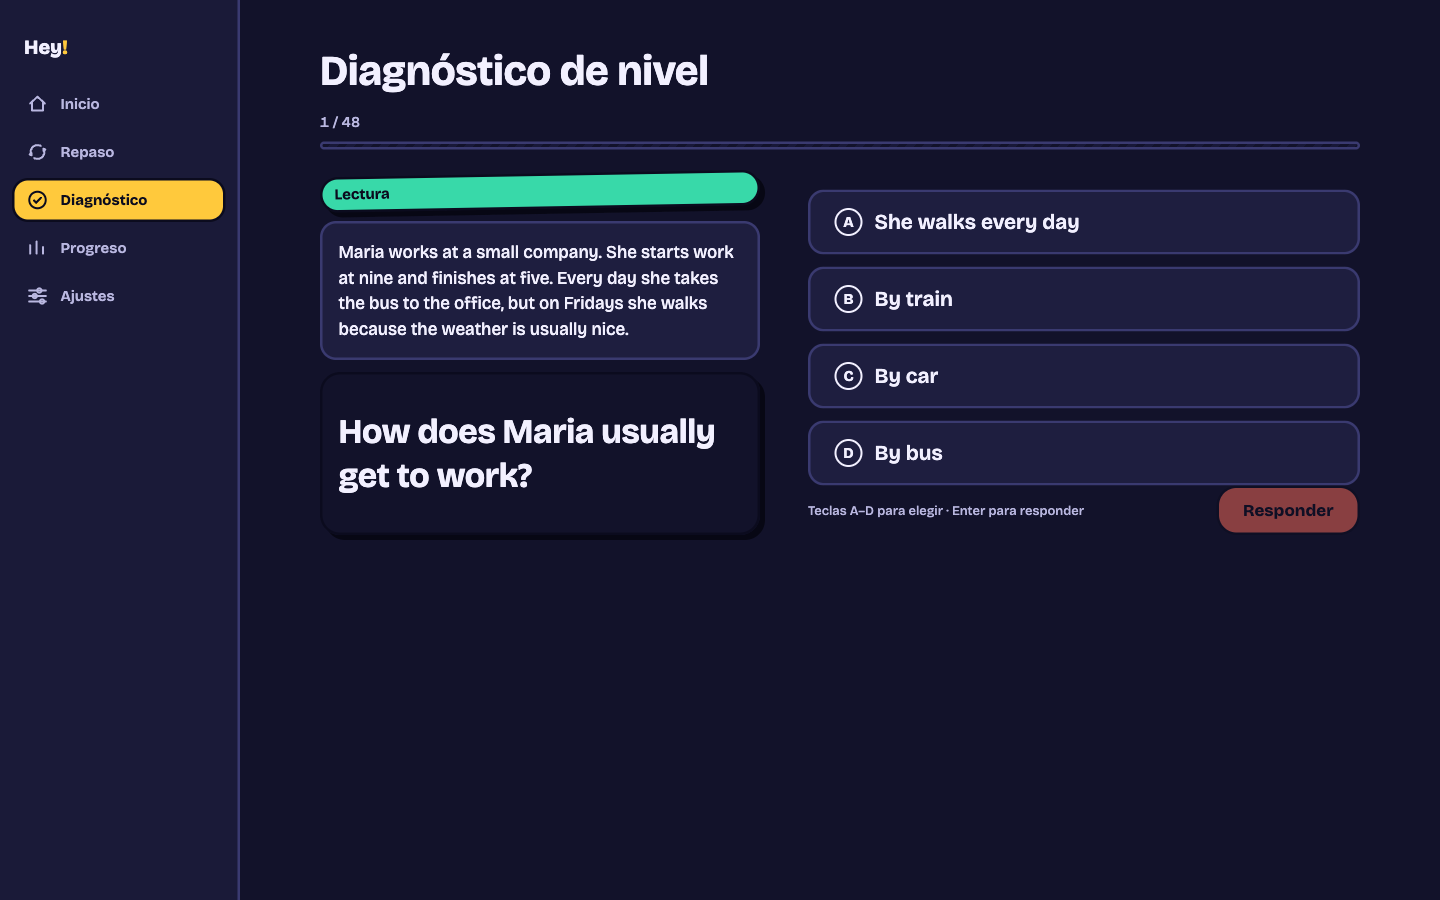 Hey!
Inicio
Repaso
Diagnóstico
Progreso
Ajustes
Diagnóstico de nivel
1 / 48
Lectura
Maria works at a small company. She starts work
at nine and finishes at five. Every day she takes
the bus to the office, but on Fridays she walks
because the weather is usually nice.
How does Maria usually
get to work?
A She walks every day
B By train
C By car
D By bus
Teclas A–D para elegir · Enter para responder
Responder